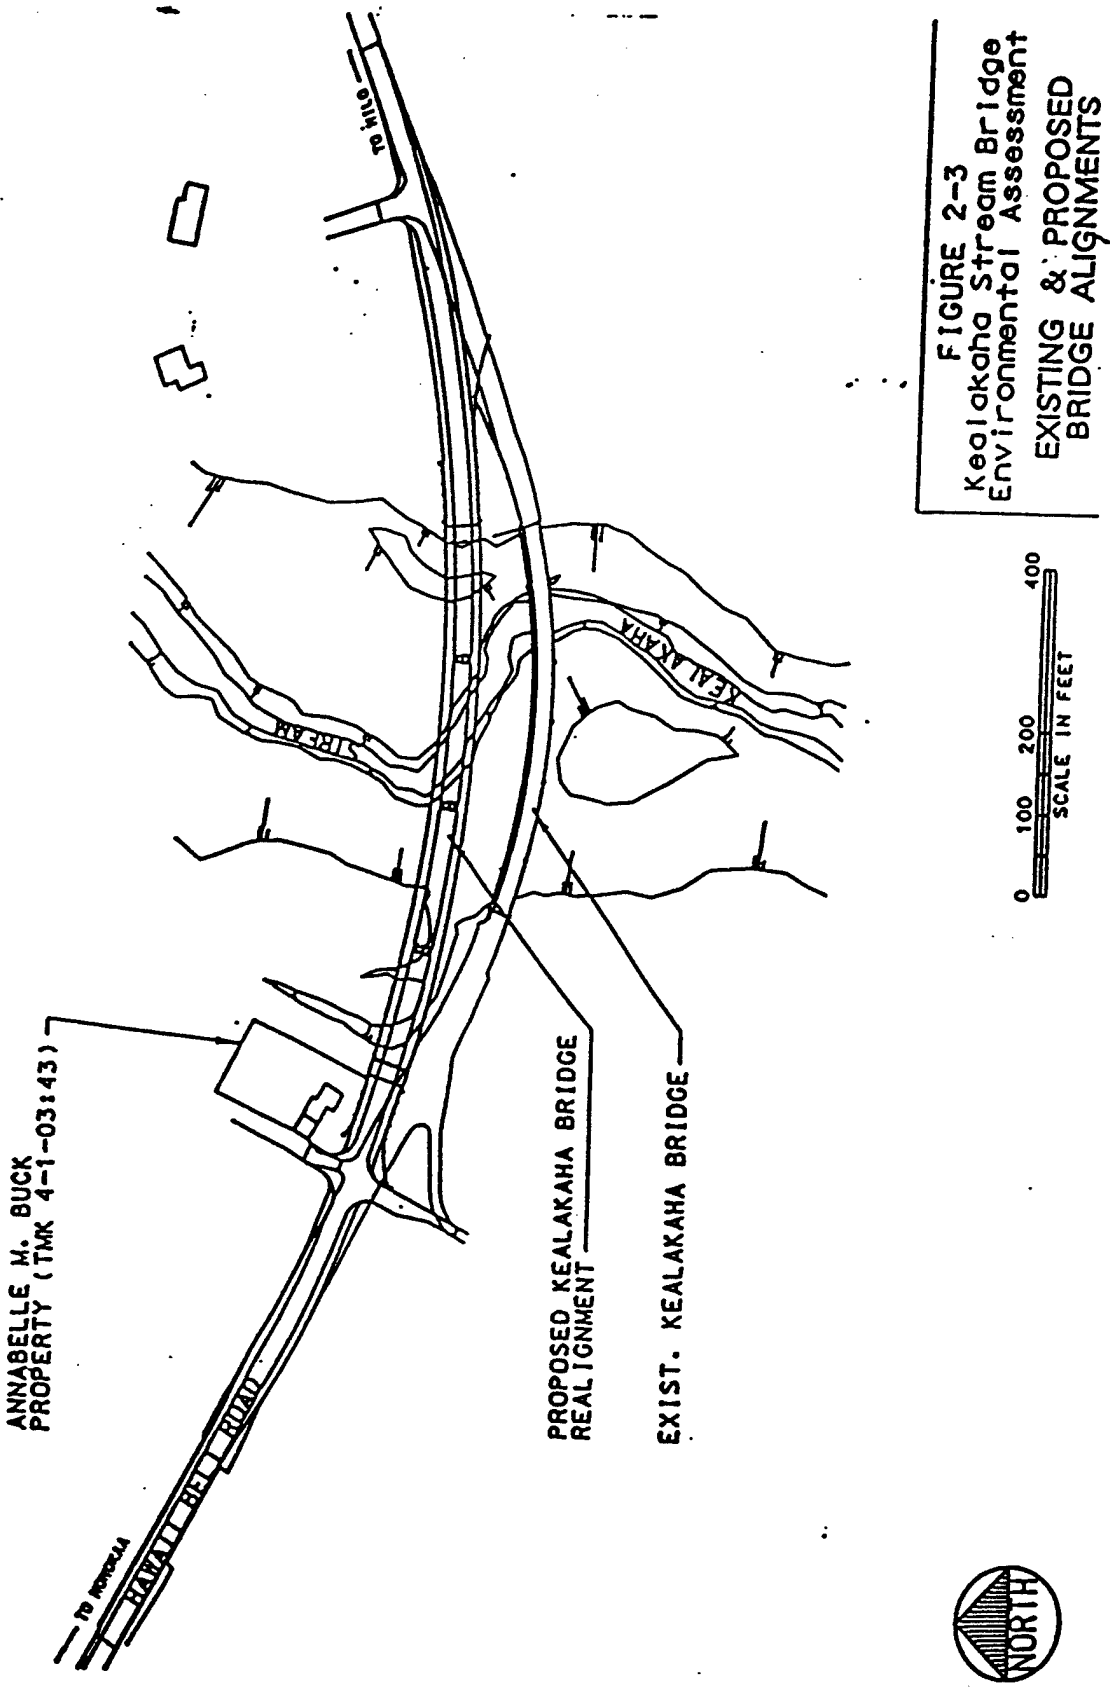 ANNABELLE M. BUCK
PROPERTY (TMK 4-1-03:43)
TO HONOKAA
HAWAII BELT ROAD
STREAM
KEALAKAHA
TO HILO
PROPOSED KEALAKAHA BRIDGE
REALIGNMENT
EXIST. KEALAKAHA BRIDGE
NORTH
0 100 200 400
SCALE IN FEET
FIGURE 2-3
Kealakaha Stream Bridge
Environmental Assessment
EXISTING & PROPOSED
BRIDGE ALIGNMENTS